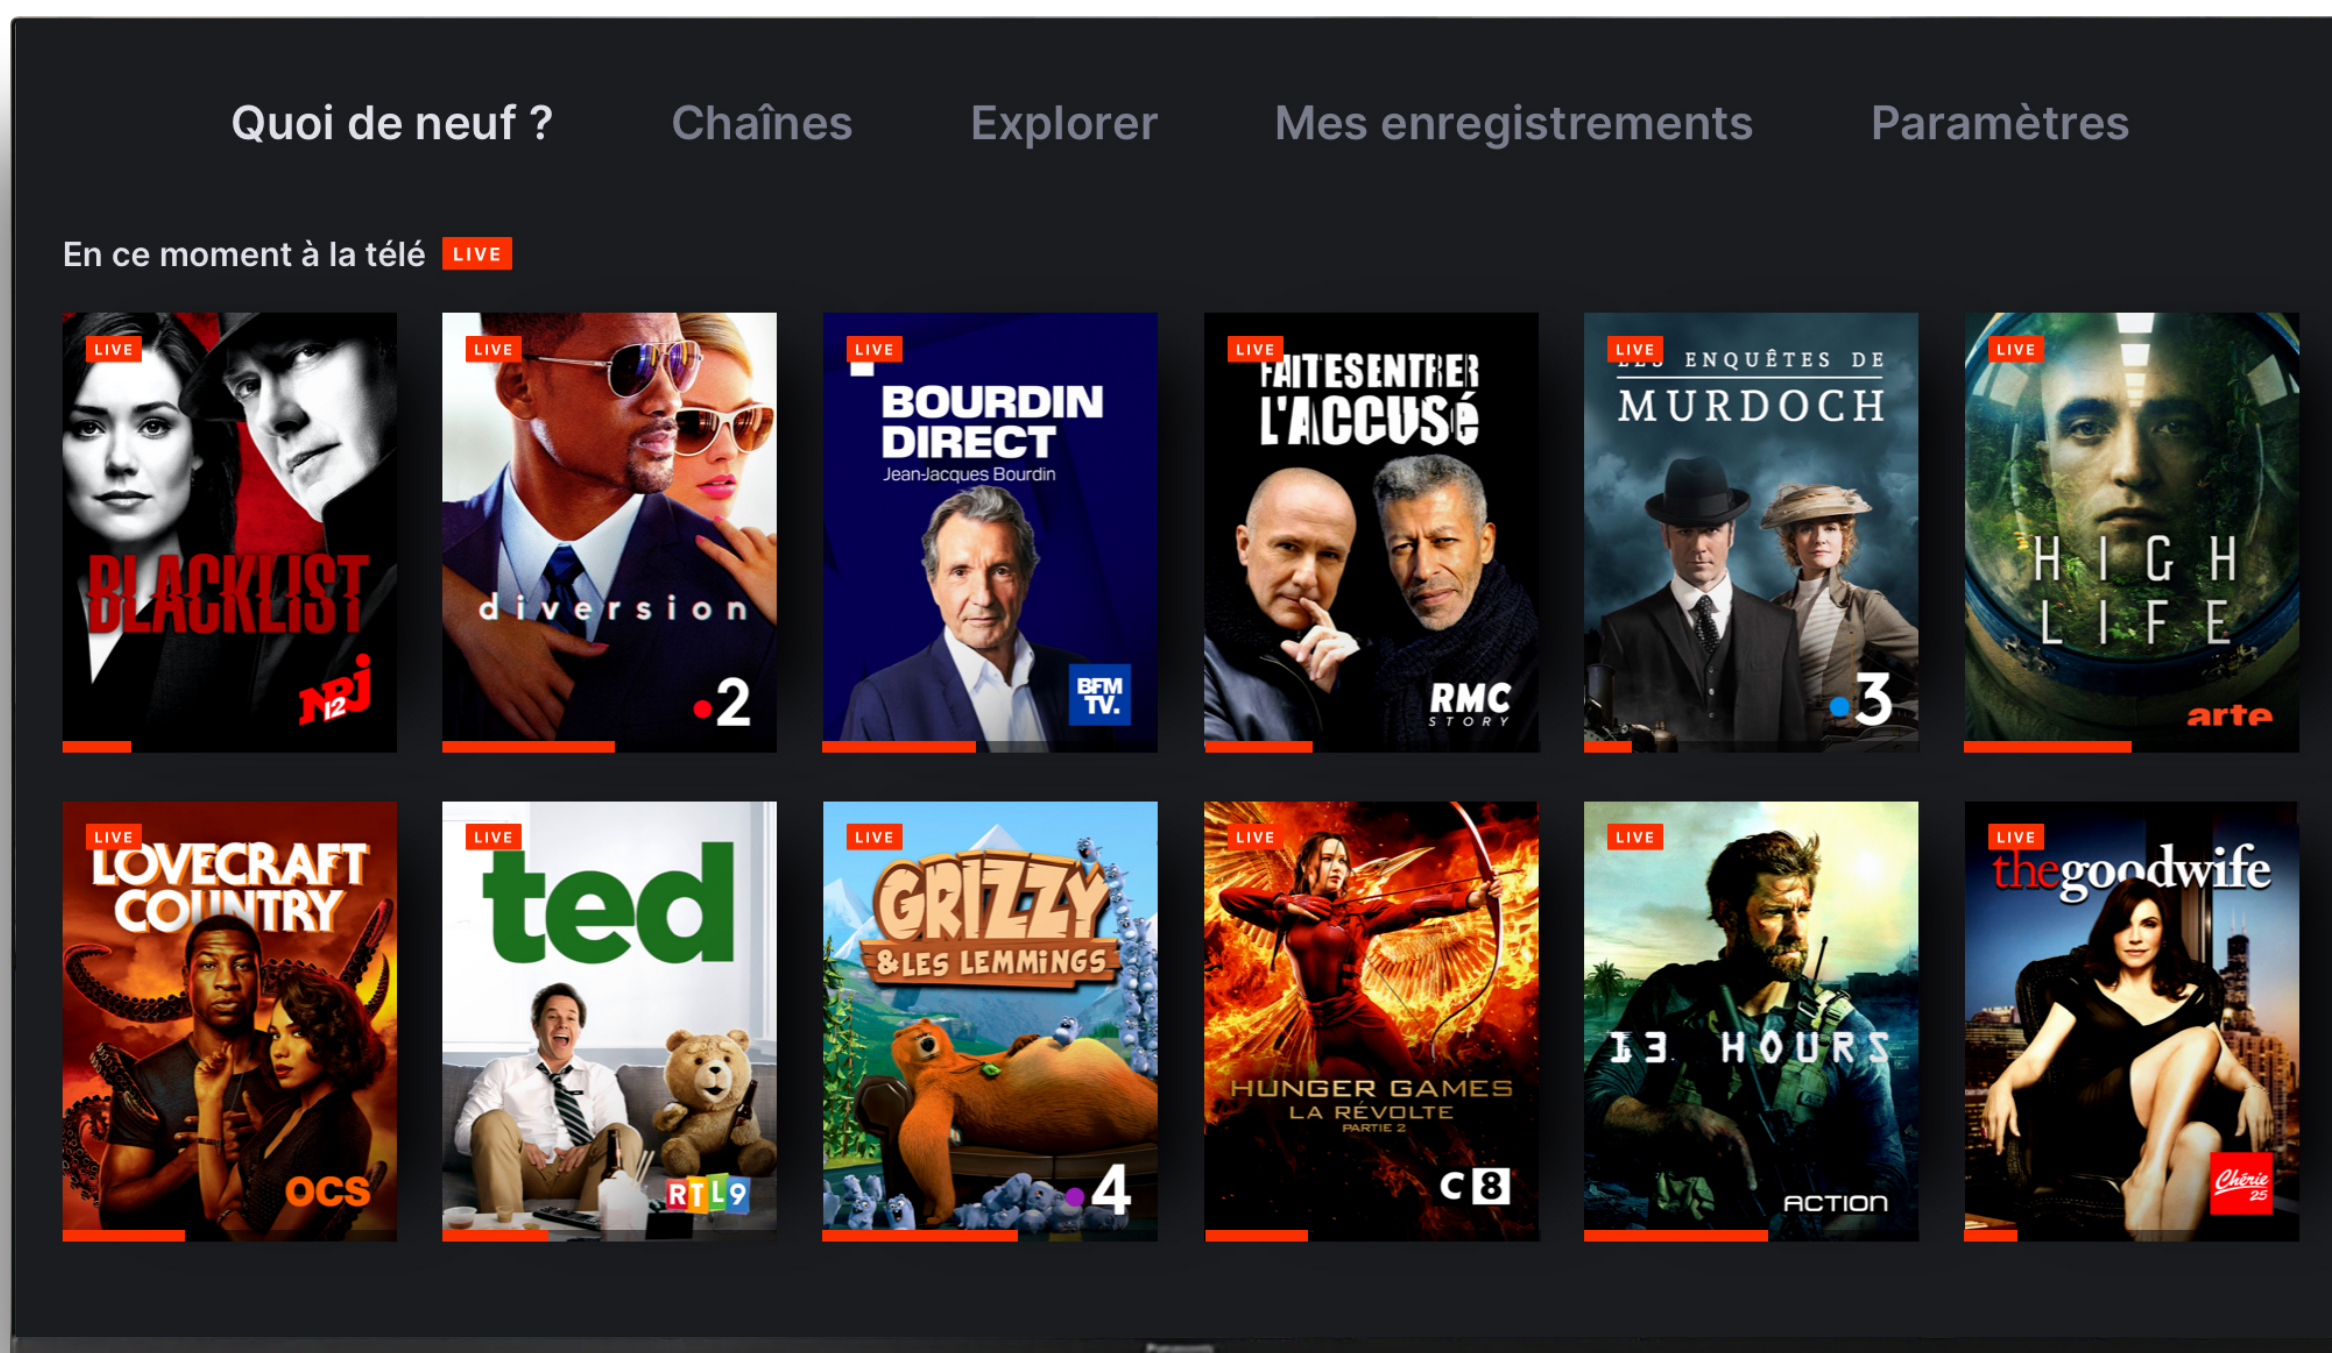 Quoi de neuf ? Chaînes Explorer Mes enregistrements Paramètres
En ce moment à la télé LIVE
LIVE
BLACKLIST
NRJ
12
LIVE
diversion
2
LIVE
BOURDIN
DIRECT
Jean-Jacques Bourdin
BFM
TV.
LIVE
FAITES ENTRER
L'ACCUSé
RMC
STORY
LIVE
LES ENQUÊTES DE
MURDOCH
3
LIVE
HIGH
LIFE
arte
LIVE
LOVECRAFT
COUNTRY
OCS
LIVE
ted
RTL9
LIVE
GRIZZY
& LES LEMMiNGS
4
LIVE
HUNGER GAMES
LA RÉVOLTE
PARTIE 2
C8
LIVE
13 HOURS
ACTION
LIVE
thegoodwife
Chérie
25